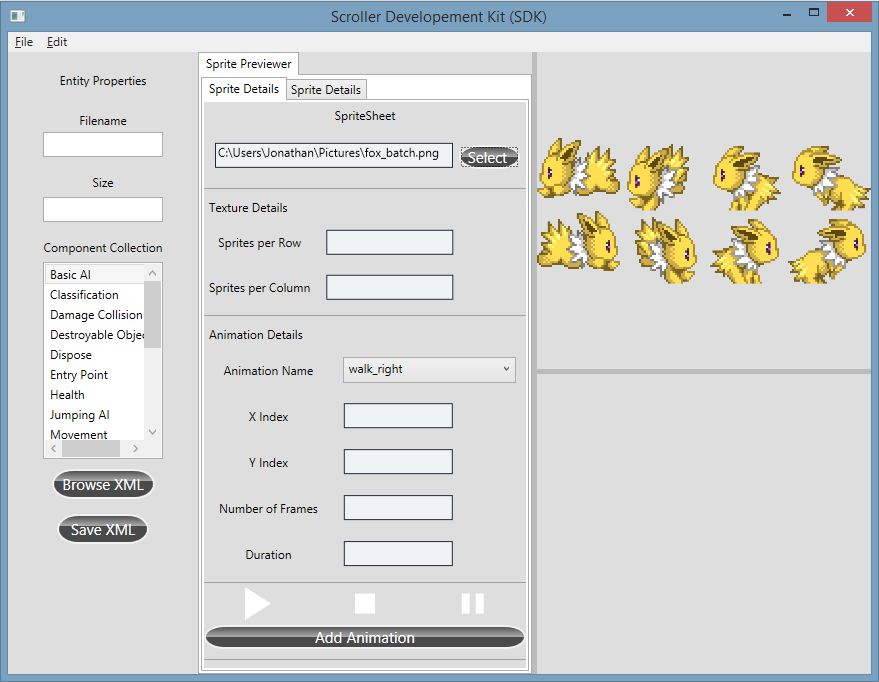 Scroller Developement Kit (SDK)
File Edit
Entity Properties
Filename
Size
Component Collection
Basic AI
Classification
Damage Collision
Destroyable Objec
Dispose
Entry Point
Health
Jumping AI
Movement
Browse XML
Save XML
Sprite Previewer
Sprite Details Sprite Details
SpriteSheet
C:\Users\Jonathan\Pictures\fox_batch.png Select
Texture Details
Sprites per Row
Sprites per Column
Animation Details
Animation Name walk_right
X Index
Y Index
Number of Frames
Duration
Add Animation